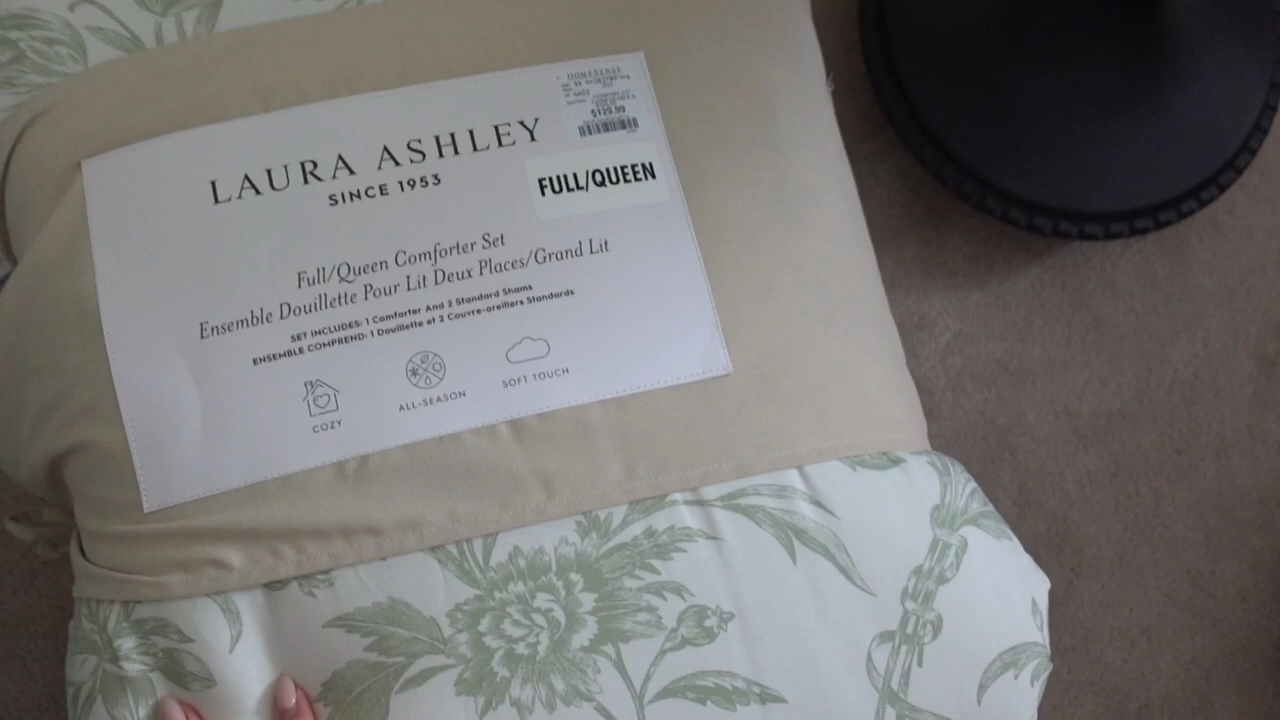 HOMESENSE
6602
$129.99
LAURA ASHLEY
SINCE 1953
FULL/QUEEN
Full/Queen Comforter Set
Ensemble Douillette Pour Lit Deux Places/Grand Lit
SET INCLUDES: 1 Comforter And 2 Standard Shams
ENSEMBLE COMPREND: 1 Douillette et 2 Couvre-oreillers Standards
COZY
ALL-SEASON
SOFT TOUCH